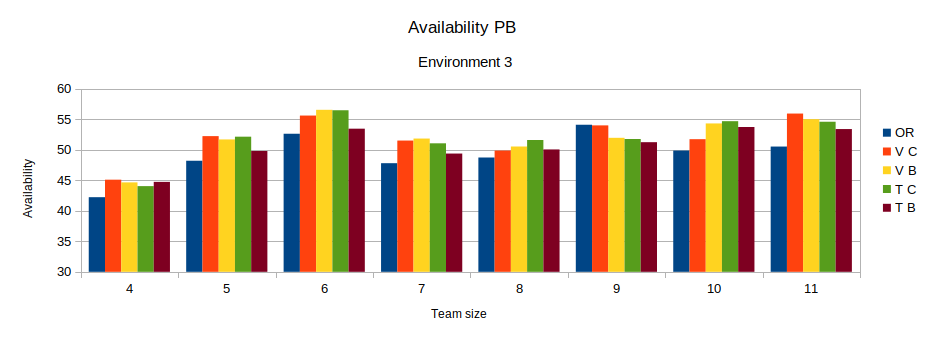 Availability PB
Environment 3
60
55
50
45
40
35
30
Availability
4 5 6 7 8 9 10 11
Team size
OR
V C
V B
T C
T B